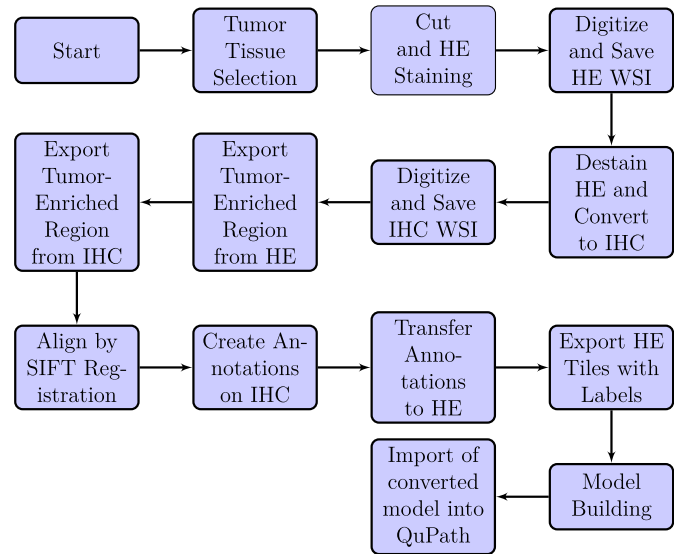 Start
Tumor
Tissue
Selection
Cut
and HE
Staining
Digitize
and Save
HE WSI
Destain
HE and
Convert
to IHC
Digitize
and Save
IHC WSI
Export
Tumor-
Enriched
Region
from HE
Export
Tumor-
Enriched
Region
from IHC
Align by
SIFT Reg-
istration
Create An-
notations
on IHC
Transfer
Anno-
tations
to HE
Export HE
Tiles with
Labels
Model
Building
Import of
converted
model into
QuPath